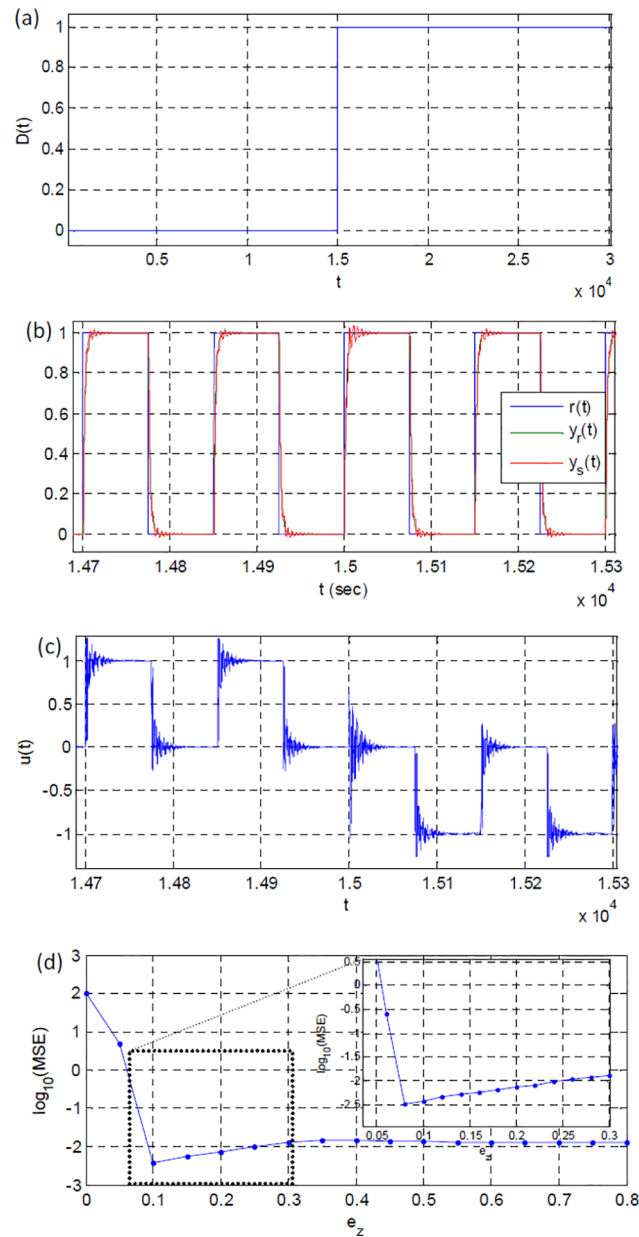 (a)
1
0.8
0.6
0.4
0.2
0
D(t)
0.5 1 1.5 2 2.5 3
t
x 10^4
(b)
1
0.8
0.6
0.4
0.2
0
r(t)
y_r(t)
y_s(t)
1.47 1.48 1.49 1.5 1.51 1.52 1.53
t (sec)
x 10^4
(c)
1
0.5
0
-0.5
-1
u(t)
1.47 1.48 1.49 1.5 1.51 1.52 1.53
t
x 10^4
(d)
3
2
1
0
-1
-2
-3
log_10(MSE)
0 0.1 0.2 0.3 0.4 0.5 0.6 0.7 0.8
e_z
0.5
0
-0.5
-1
-1.5
-2
-2.5
log_10(MSE)
0.05 0.1 0.15 0.2 0.25 0.3